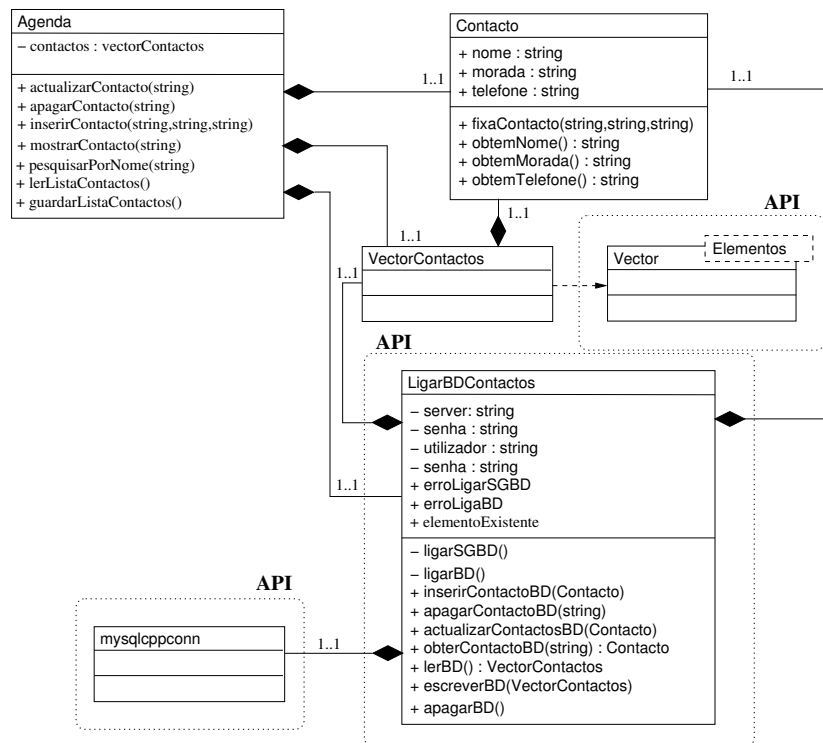 Agenda
− contactos : vectorContactos
+ actualizarContacto(string)
+ apagarContacto(string)
+ inserirContacto(string,string,string)
+ mostrarContacto(string)
+ pesquisarPorNome(string)
+ lerListaContactos()
+ guardarListaContactos()
1..1
Contacto
+ nome : string
+ morada : string
+ telefone : string
+ fixaContacto(string,string,string)
+ obtemNome() : string
+ obtemMorada() : string
+ obtemTelefone() : string
1..1
1..1
1..1
API
VectorContactos
Vector
Elementos
1..1
API
LigarBDContactos
− server: string
− senha : string
− utilizador : string
− senha : string
+ erroLigarSGBD
+ erroLigaBD
+ elementoExistente
1..1
− ligarSGBD()
− ligarBD()
+ inserirContactoBD(Contacto)
+ apagarContactoBD(string)
+ actualizarContactosBD(Contacto)
+ obterContactoBD(string) : Contacto
+ lerBD() : VectorContactos
+ escreverBD(VectorContactos)
+ apagarBD()
API
mysqlcppconn
1..1